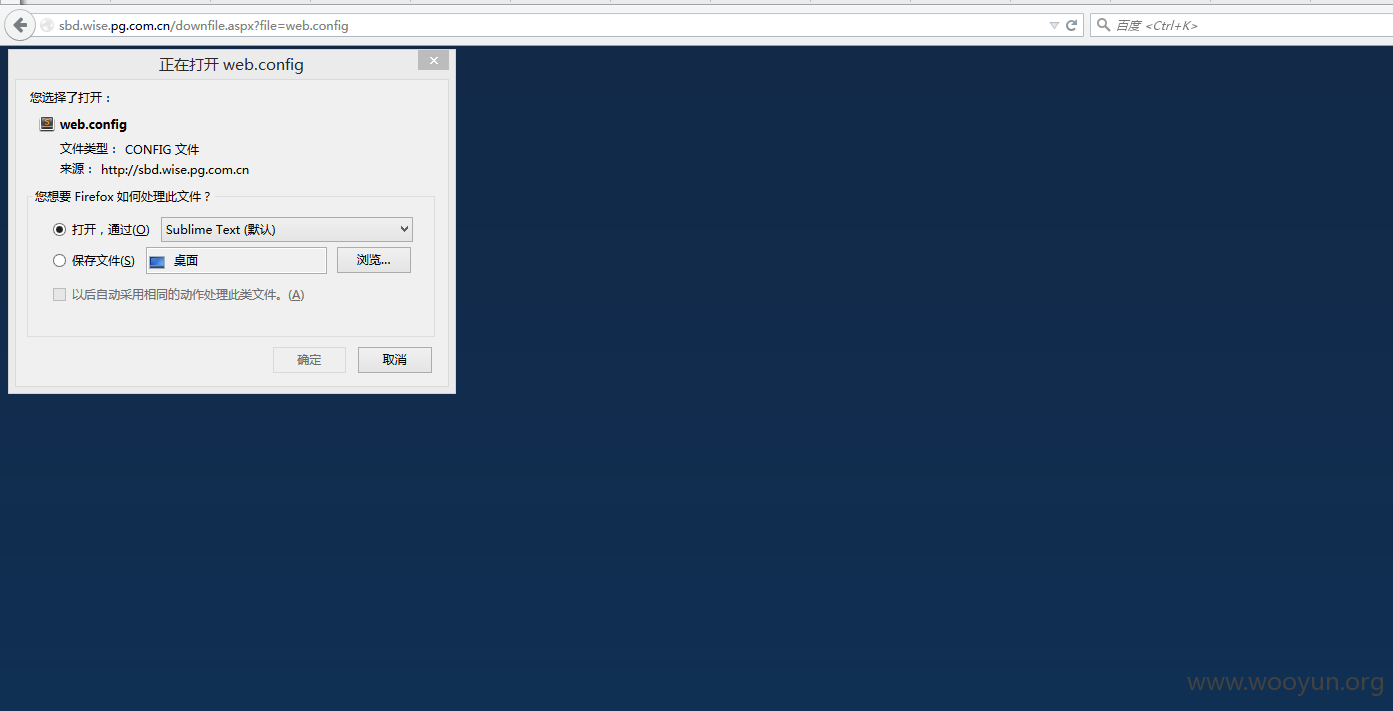 sbd.wise.pg.com.cn/downfile.aspx?file=web.config
百度 <Ctrl+K>
正在打开 web.config
您选择了打开：
web.config
文件类型： CONFIG 文件
来源： http://sbd.wise.pg.com.cn
您想要 Firefox 如何处理此文件？
打开，通过(O) Sublime Text (默认)
保存文件(S) 桌面 浏览...
以后自动采用相同的动作处理此类文件。(A)
确定 取消
www.wooyun.org